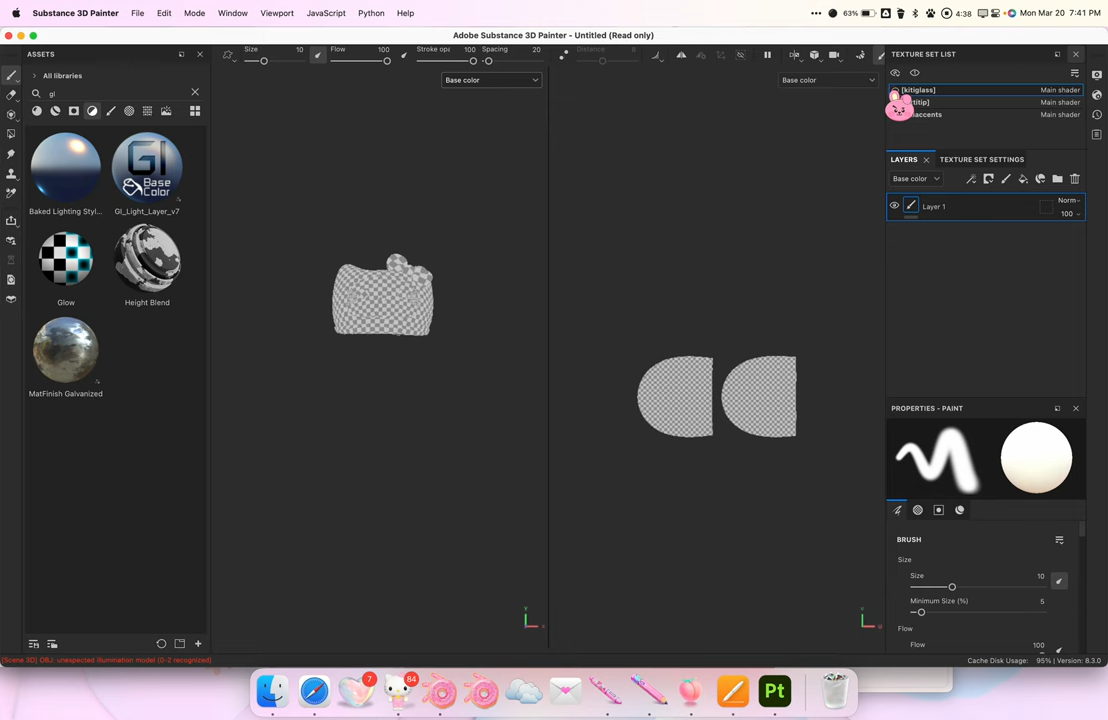 Substance 3D Painter File Edit Mode Window Viewport JavaScript Python Help
63% 4:38 Mon Mar 20 7:41 PM
Adobe Substance 3D Painter - Untitled (Read only)
ASSETS
Size 10 Flow 100 Stroke opa 100 Spacing 20 Distance 8
TEXTURE SET LIST
All libraries
gl
Base color
Base color
[kitiglass] Main shader
titip] Main shader
accents Main shader
LAYERS
TEXTURE SET SETTINGS
Base color
Layer 1
Norm
100
GI
Base
Color
Baked Lighting Styl...
GI_Light_Layer_v7
Glow
Height Blend
MatFinish Galvanized
PROPERTIES - PAINT
BRUSH
Size
Size 10
Minimum Size (%) 5
Flow
Flow 100
Y
Y
[Scene 3D] OBJ: unexpected illumination model (0-2 recognized)
Cache Disk Usage: 95% | Version: 8.3.0
7
84
Pt